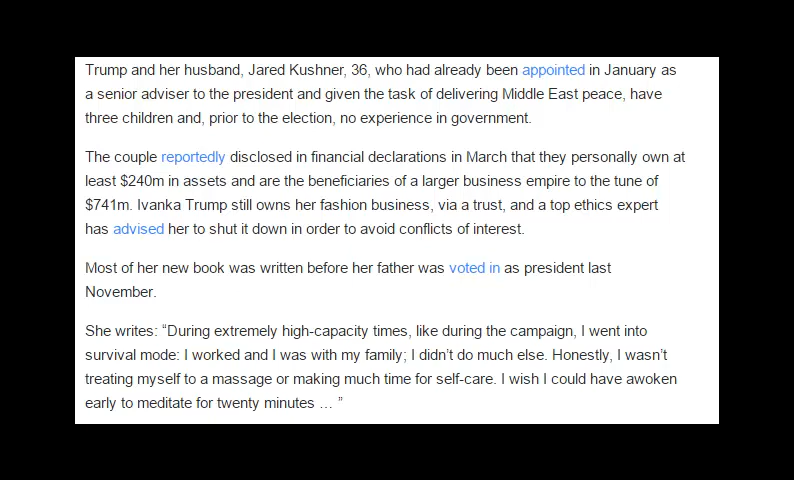 Trump and her husband, Jared Kushner, 36, who had already been appointed in January as
a senior adviser to the president and given the task of delivering Middle East peace, have
three children and, prior to the election, no experience in government.
The couple reportedly disclosed in financial declarations in March that they personally own at
least $240m in assets and are the beneficiaries of a larger business empire to the tune of
$741m. Ivanka Trump still owns her fashion business, via a trust, and a top ethics expert
has advised her to shut it down in order to avoid conflicts of interest.
Most of her new book was written before her father was voted in as president last
November.
She writes: “During extremely high-capacity times, like during the campaign, I went into
survival mode: I worked and I was with my family; I didn’t do much else. Honestly, I wasn’t
treating myself to a massage or making much time for self-care. I wish I could have awoken
early to meditate for twenty minutes … ”